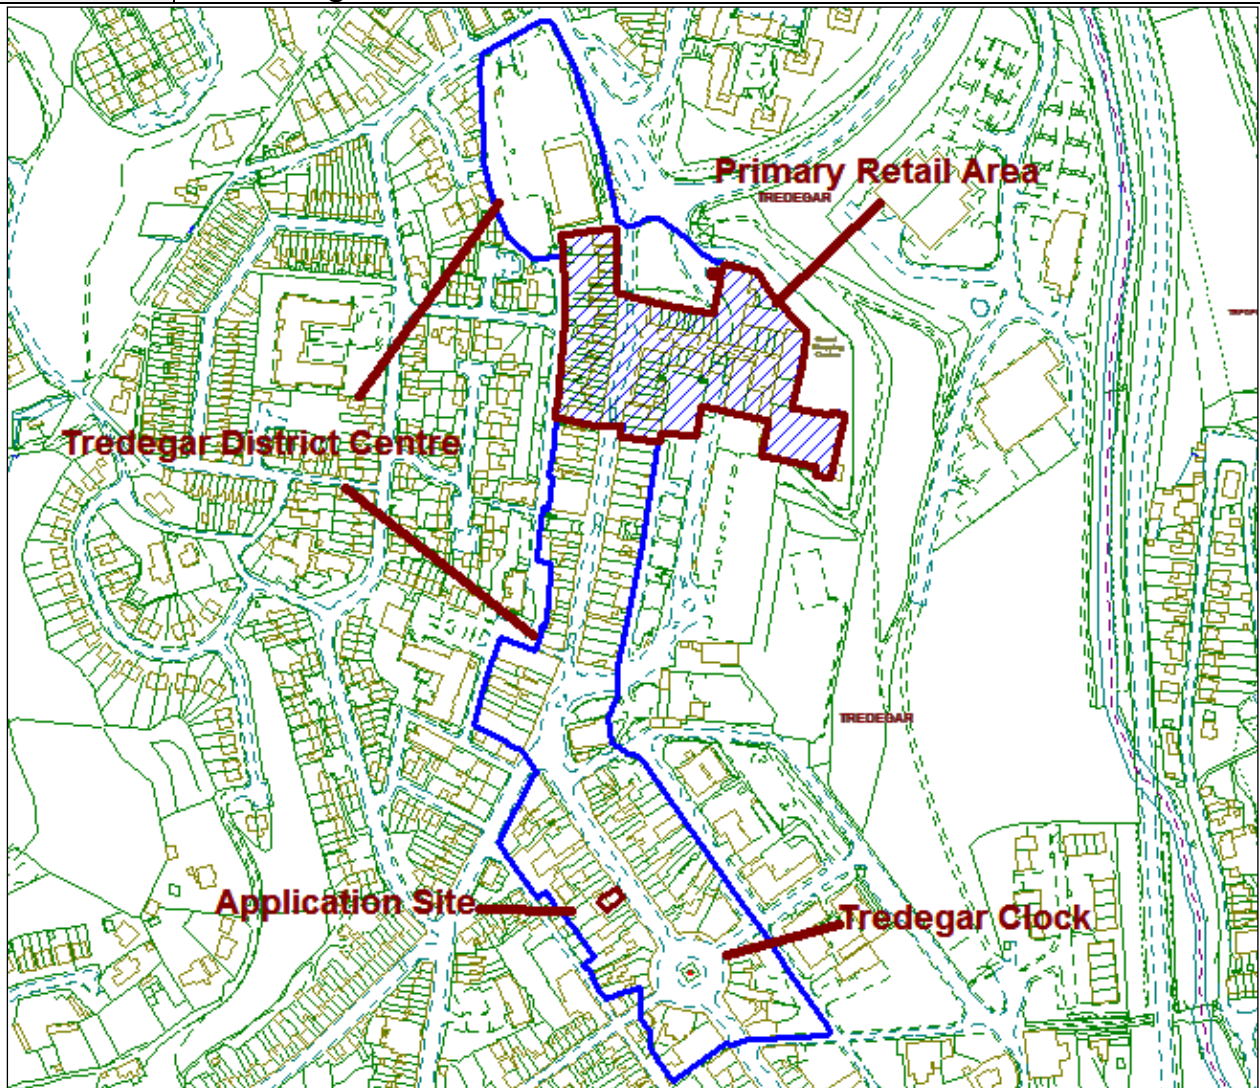 Primary Retail Area
TREDEGAR
Tredegar District Centre
TREDEGAR
Application Site
Tredegar Clock